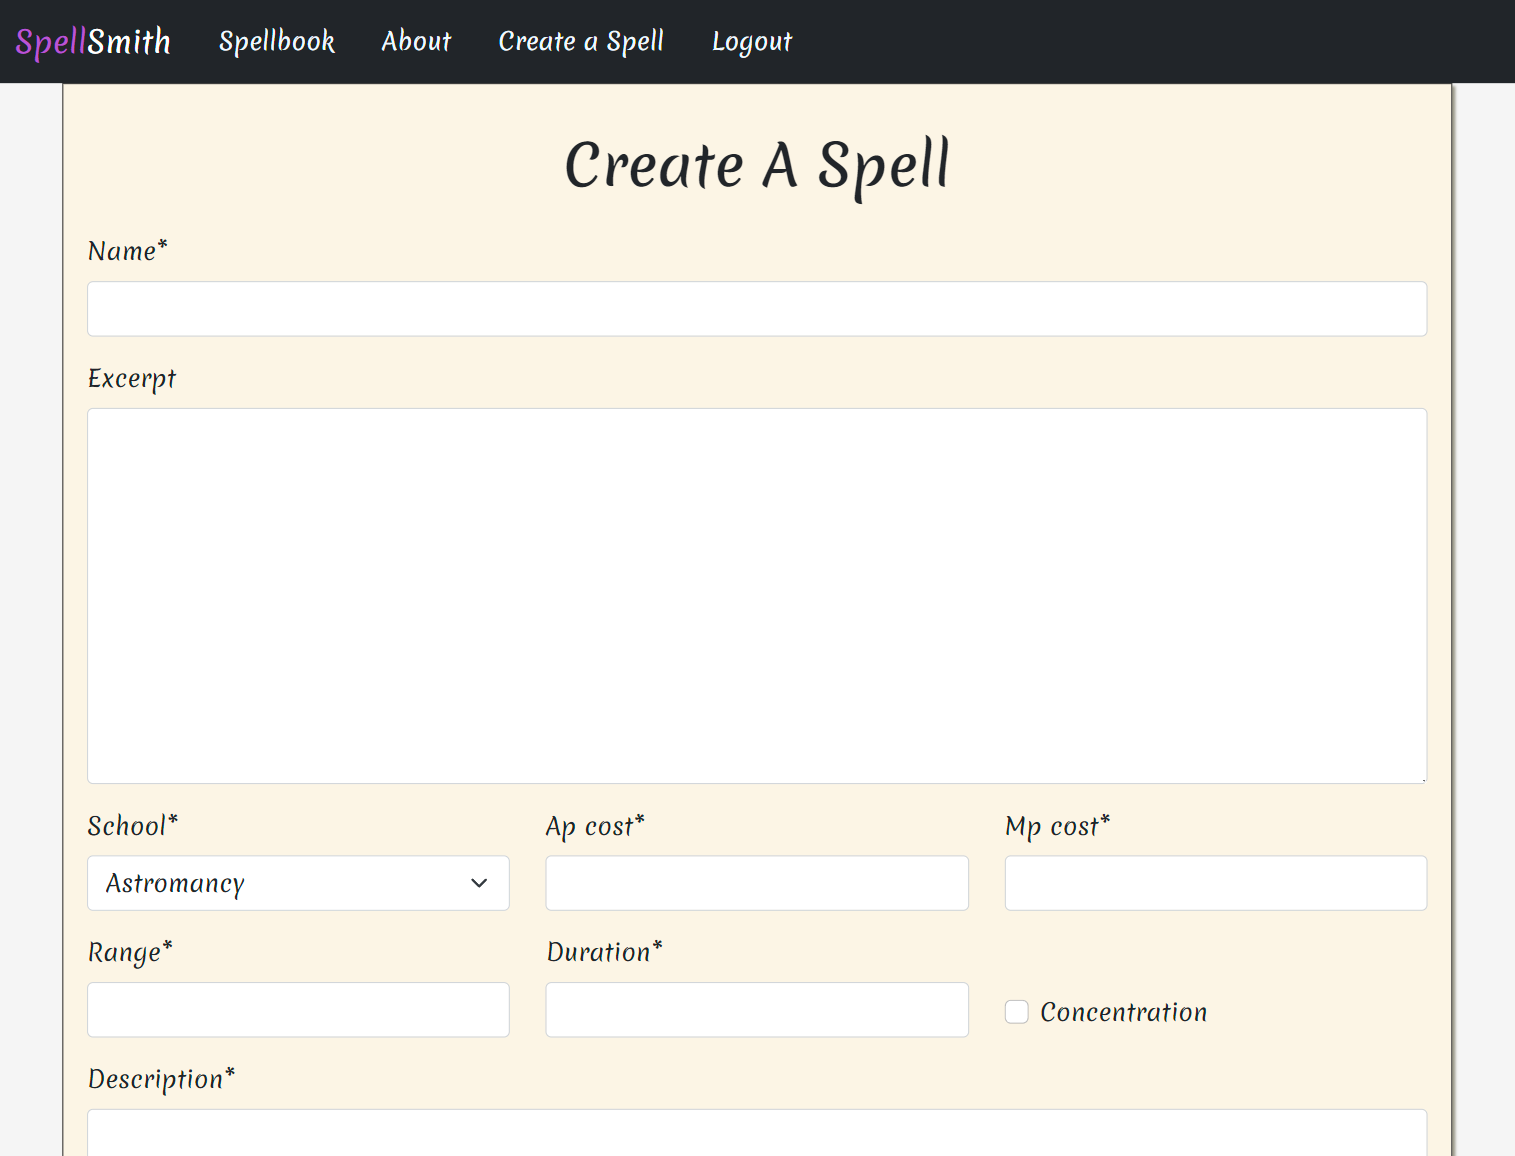 SpellSmith Spellbook About Create a Spell Logout
Create A Spell
Name*
Excerpt
School* Ap cost* Mp cost*
Astromancy
Range* Duration*
Concentration
Description*